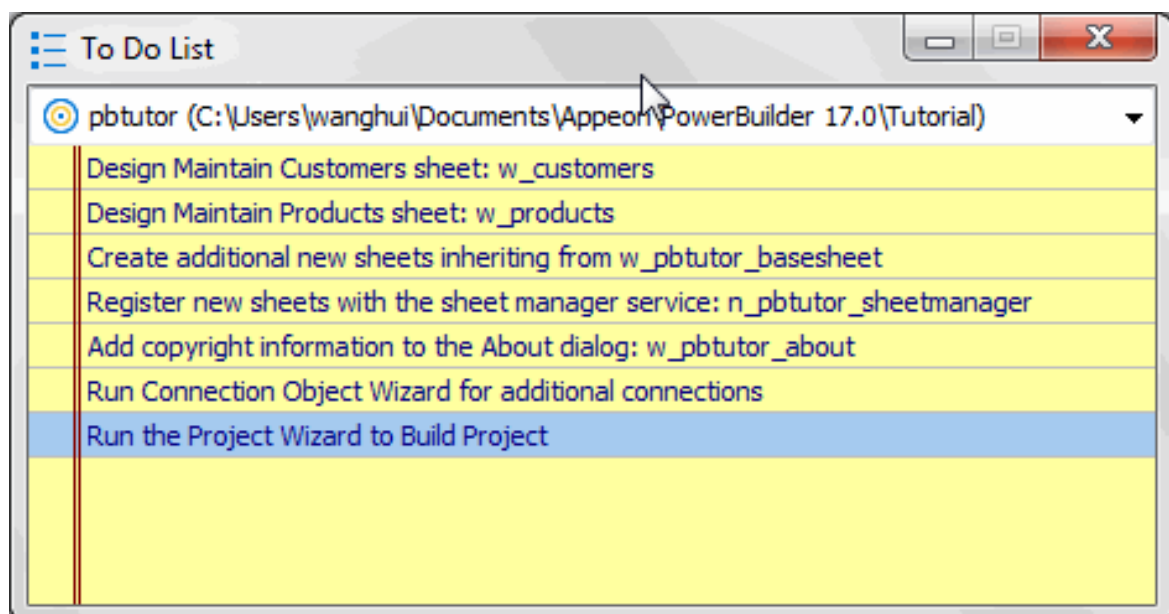 To Do List
pbtutor (C:\Users\wanghui\Documents\Appeon\PowerBuilder 17.0\Tutorial)
Design Maintain Customers sheet: w_customers
Design Maintain Products sheet: w_products
Create additional new sheets inheriting from w_pbtutor_basesheet
Register new sheets with the sheet manager service: n_pbtutor_sheetmanager
Add copyright information to the About dialog: w_pbtutor_about
Run Connection Object Wizard for additional connections
Run the Project Wizard to Build Project